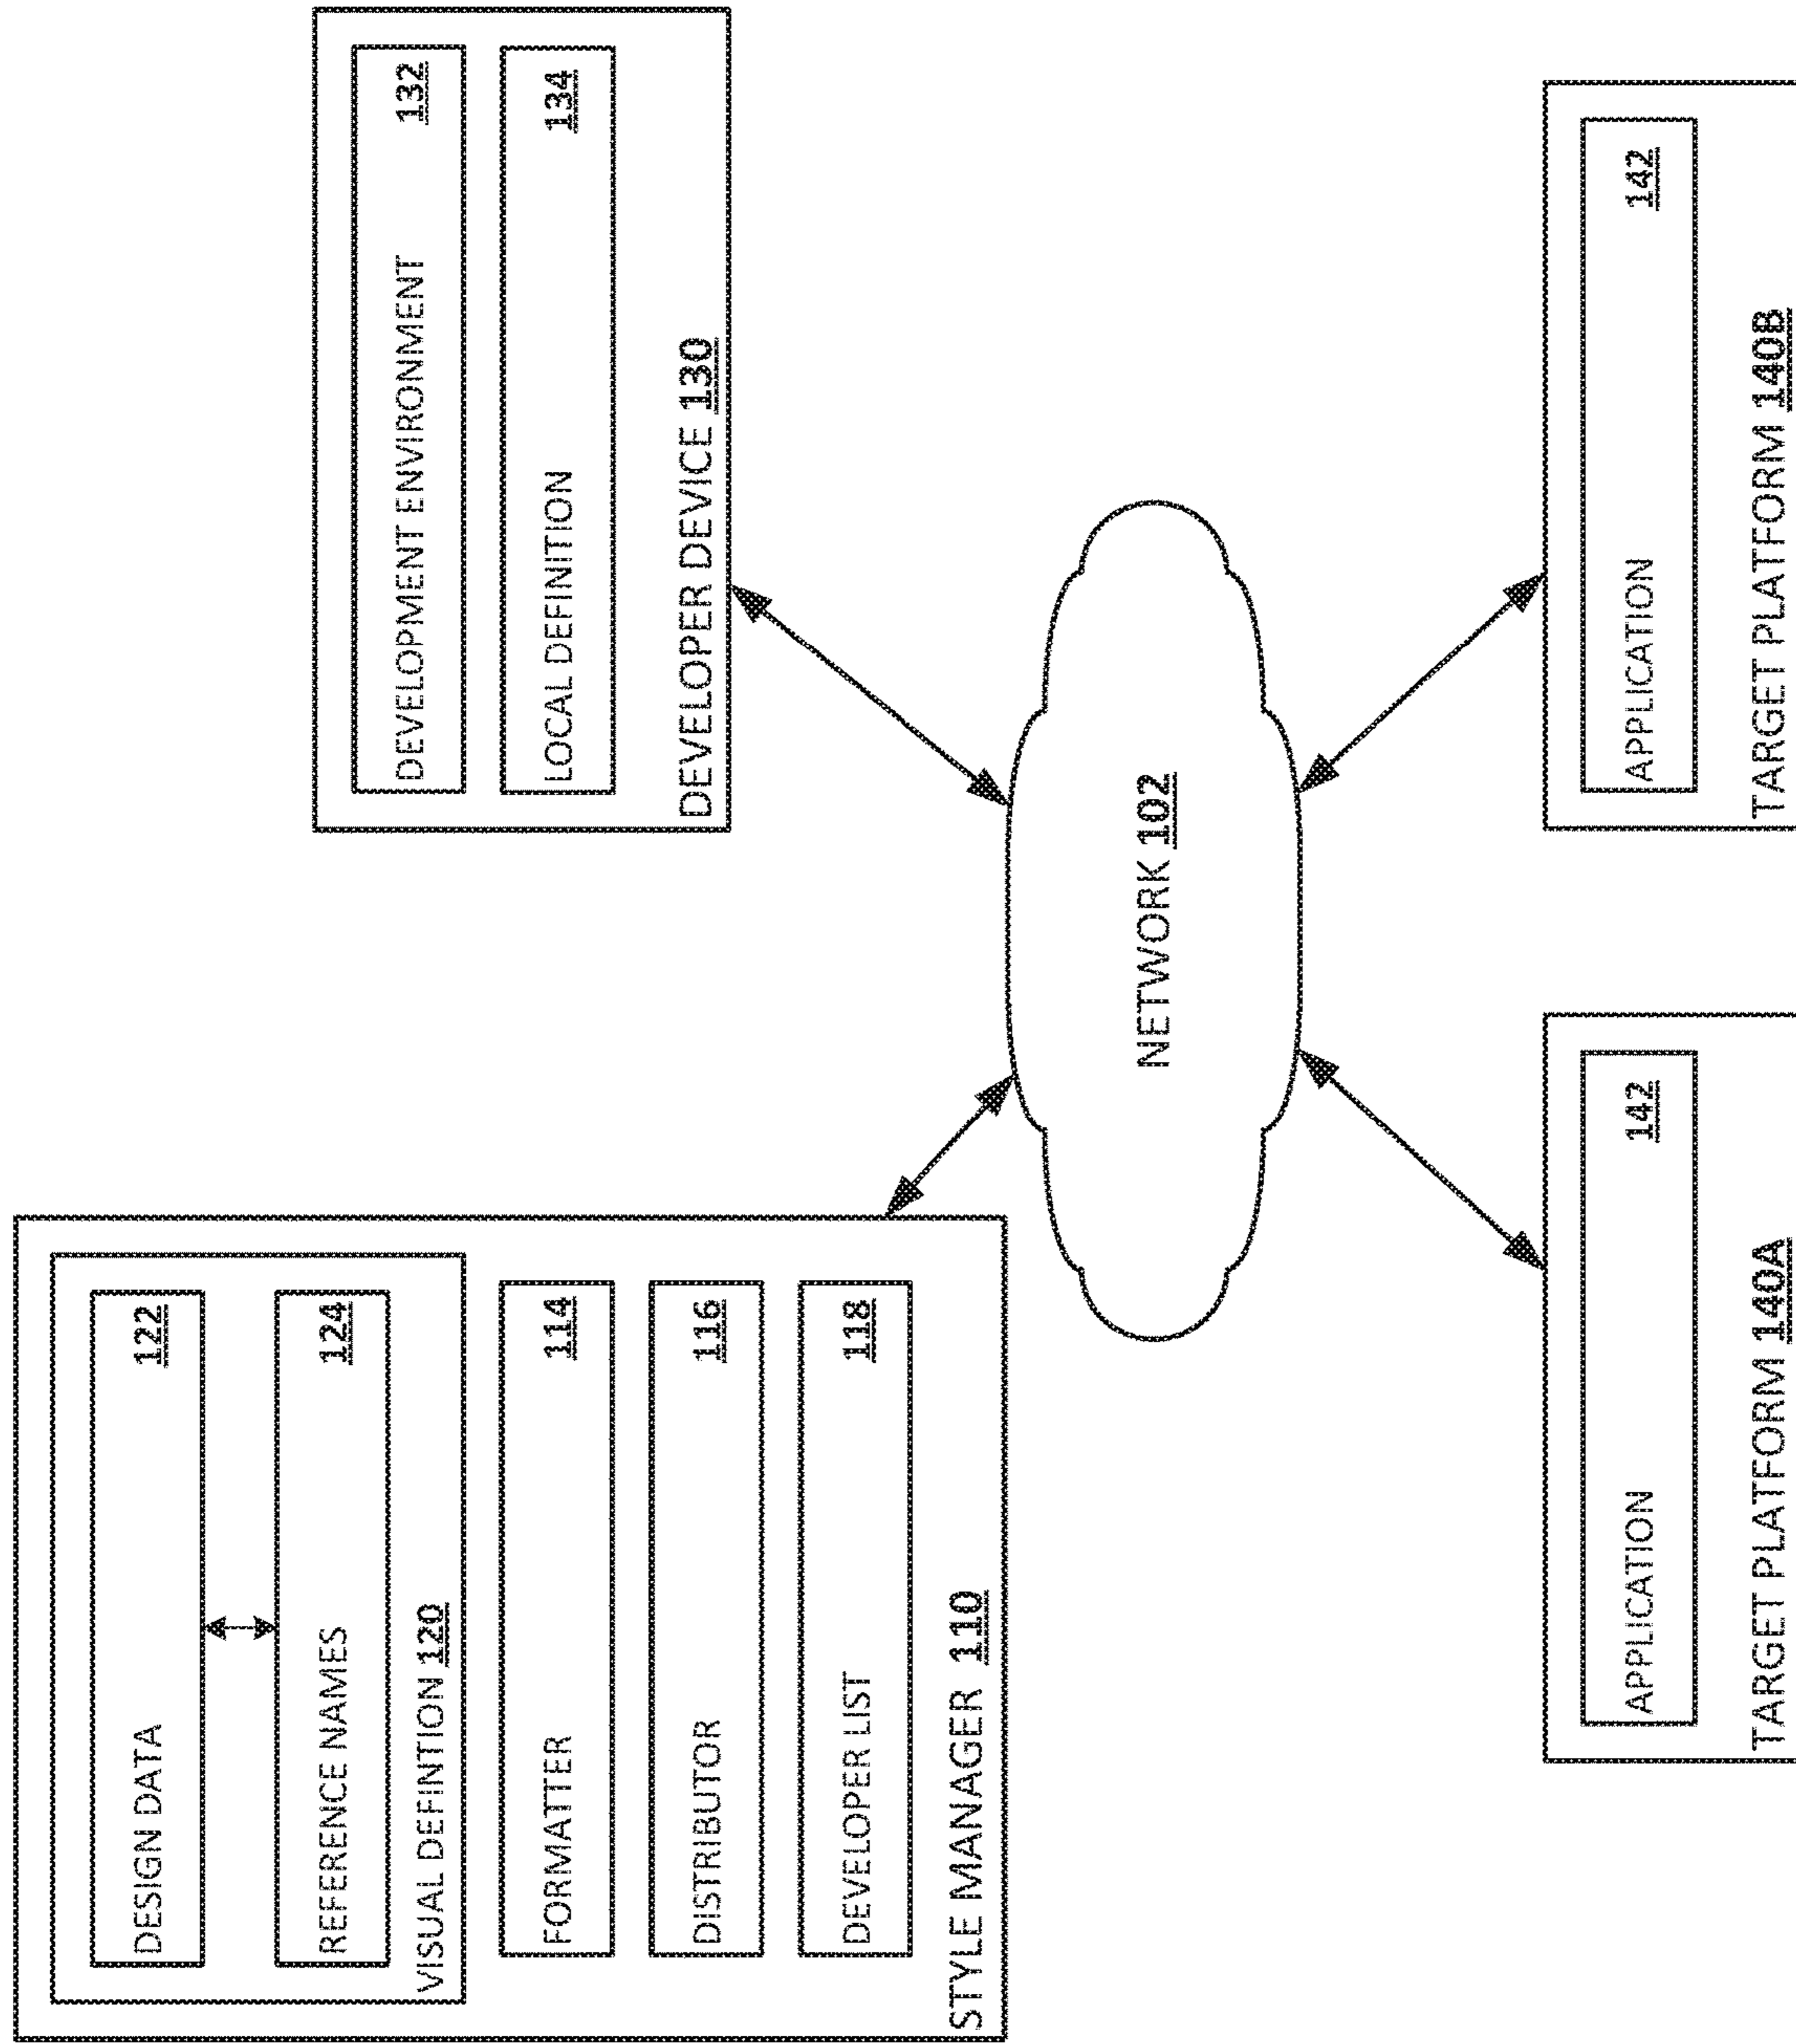 DESIGN DATA 122
REFERENCE NAMES 124
VISUAL DEFINTION 120
FORMATTER 114
DISTRIBUTOR 116
DEVELOPER LIST 118
STYLE MANAGER 110
DEVELOPMENT ENVIRONMENT 132
LOCAL DEFINITION 134
DEVELOPER DEVICE 130
NETWORK 102
APPLICATION 142
TARGET PLATFORM 140A
APPLICATION 142
TARGET PLATFORM 140B